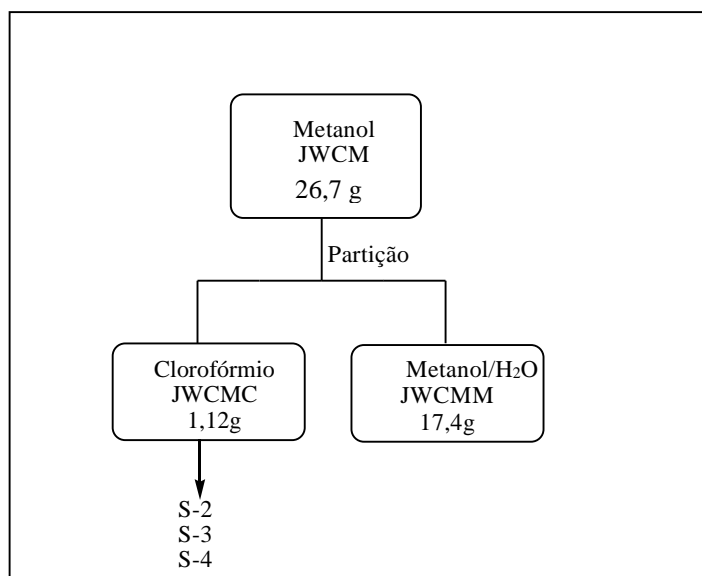 Metanol
JWCM
26,7 g
Partição
Clorofórmio
JWCMC
1,12g
Metanol/H₂O
JWCMM
17,4g
S-2
S-3
S-4